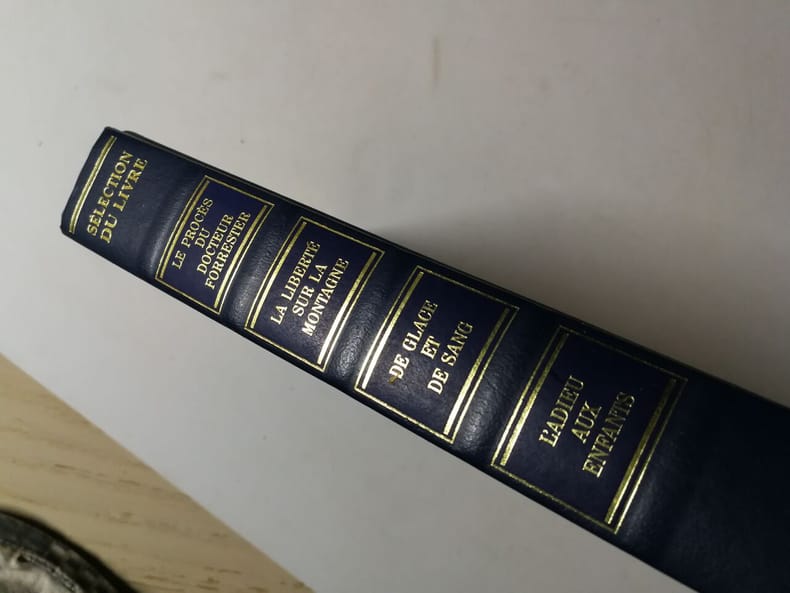 SÉLECTION
DU LIVRE
LE PROCÈS
DU
DOCTEUR
FORRESTER
LA LIBERTÉ
SUR LA
MONTAGNE
DE GLACE
ET
DE SANG
L'ADIEU
AUX
ENFANTS